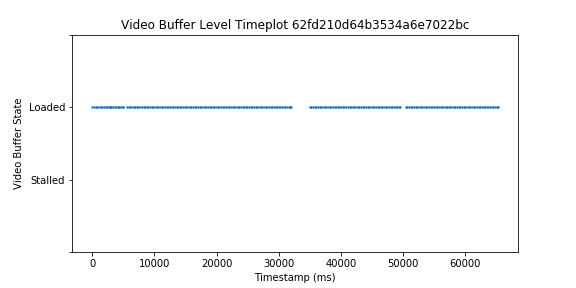 Video Buffer Level Timeplot 62fd210d64b3534a6e7022bc
Video Buffer State
Loaded
Stalled
0 10000 20000 30000 40000 50000 60000
Timestamp (ms)